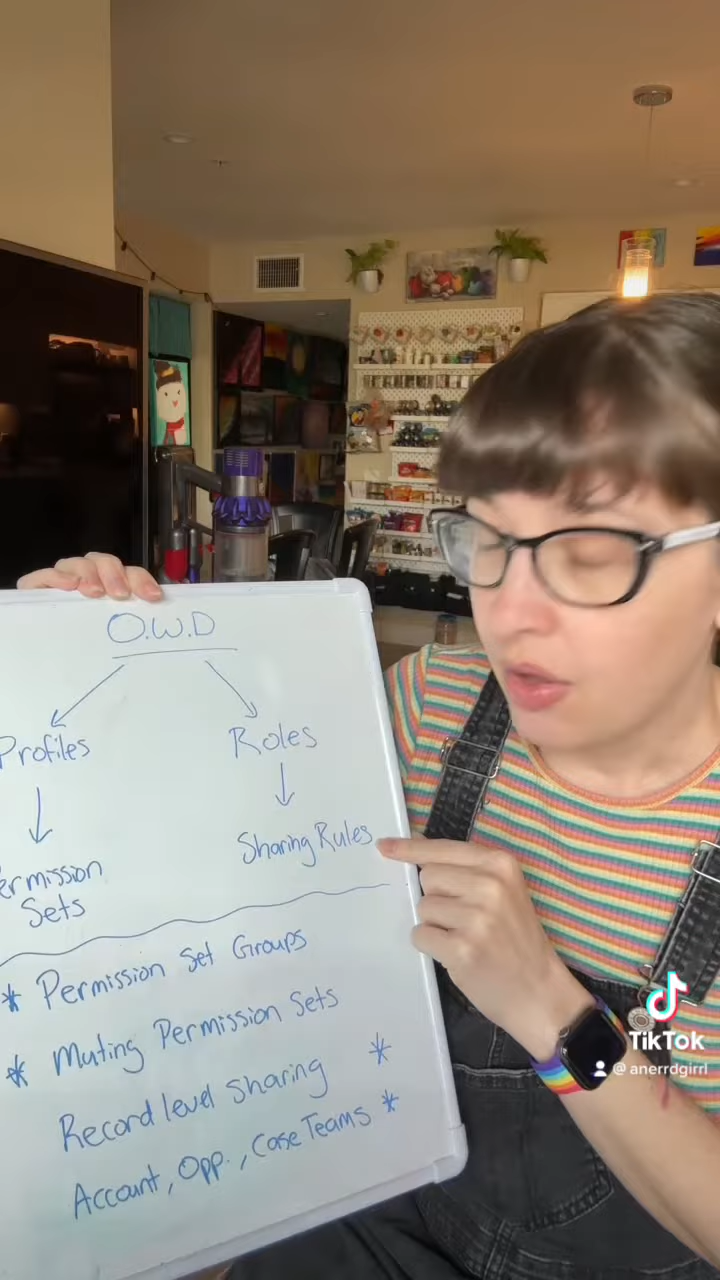 O.W.D
Profiles
Roles
ermission
Sets
Sharing Rules
* Permission Set Groups
* Muting Permission Sets
Record level sharing *
Account, Opp., Case Teams *
TikTok
@anerrdgirrl